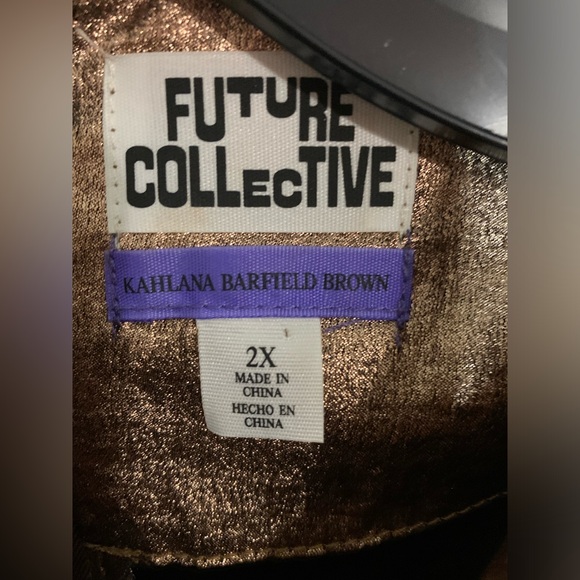 FUTURE
COLLECTIVE
KAHLANA BARFIELD BROWN
2X
MADE IN
CHINA
HECHO EN
CHINA